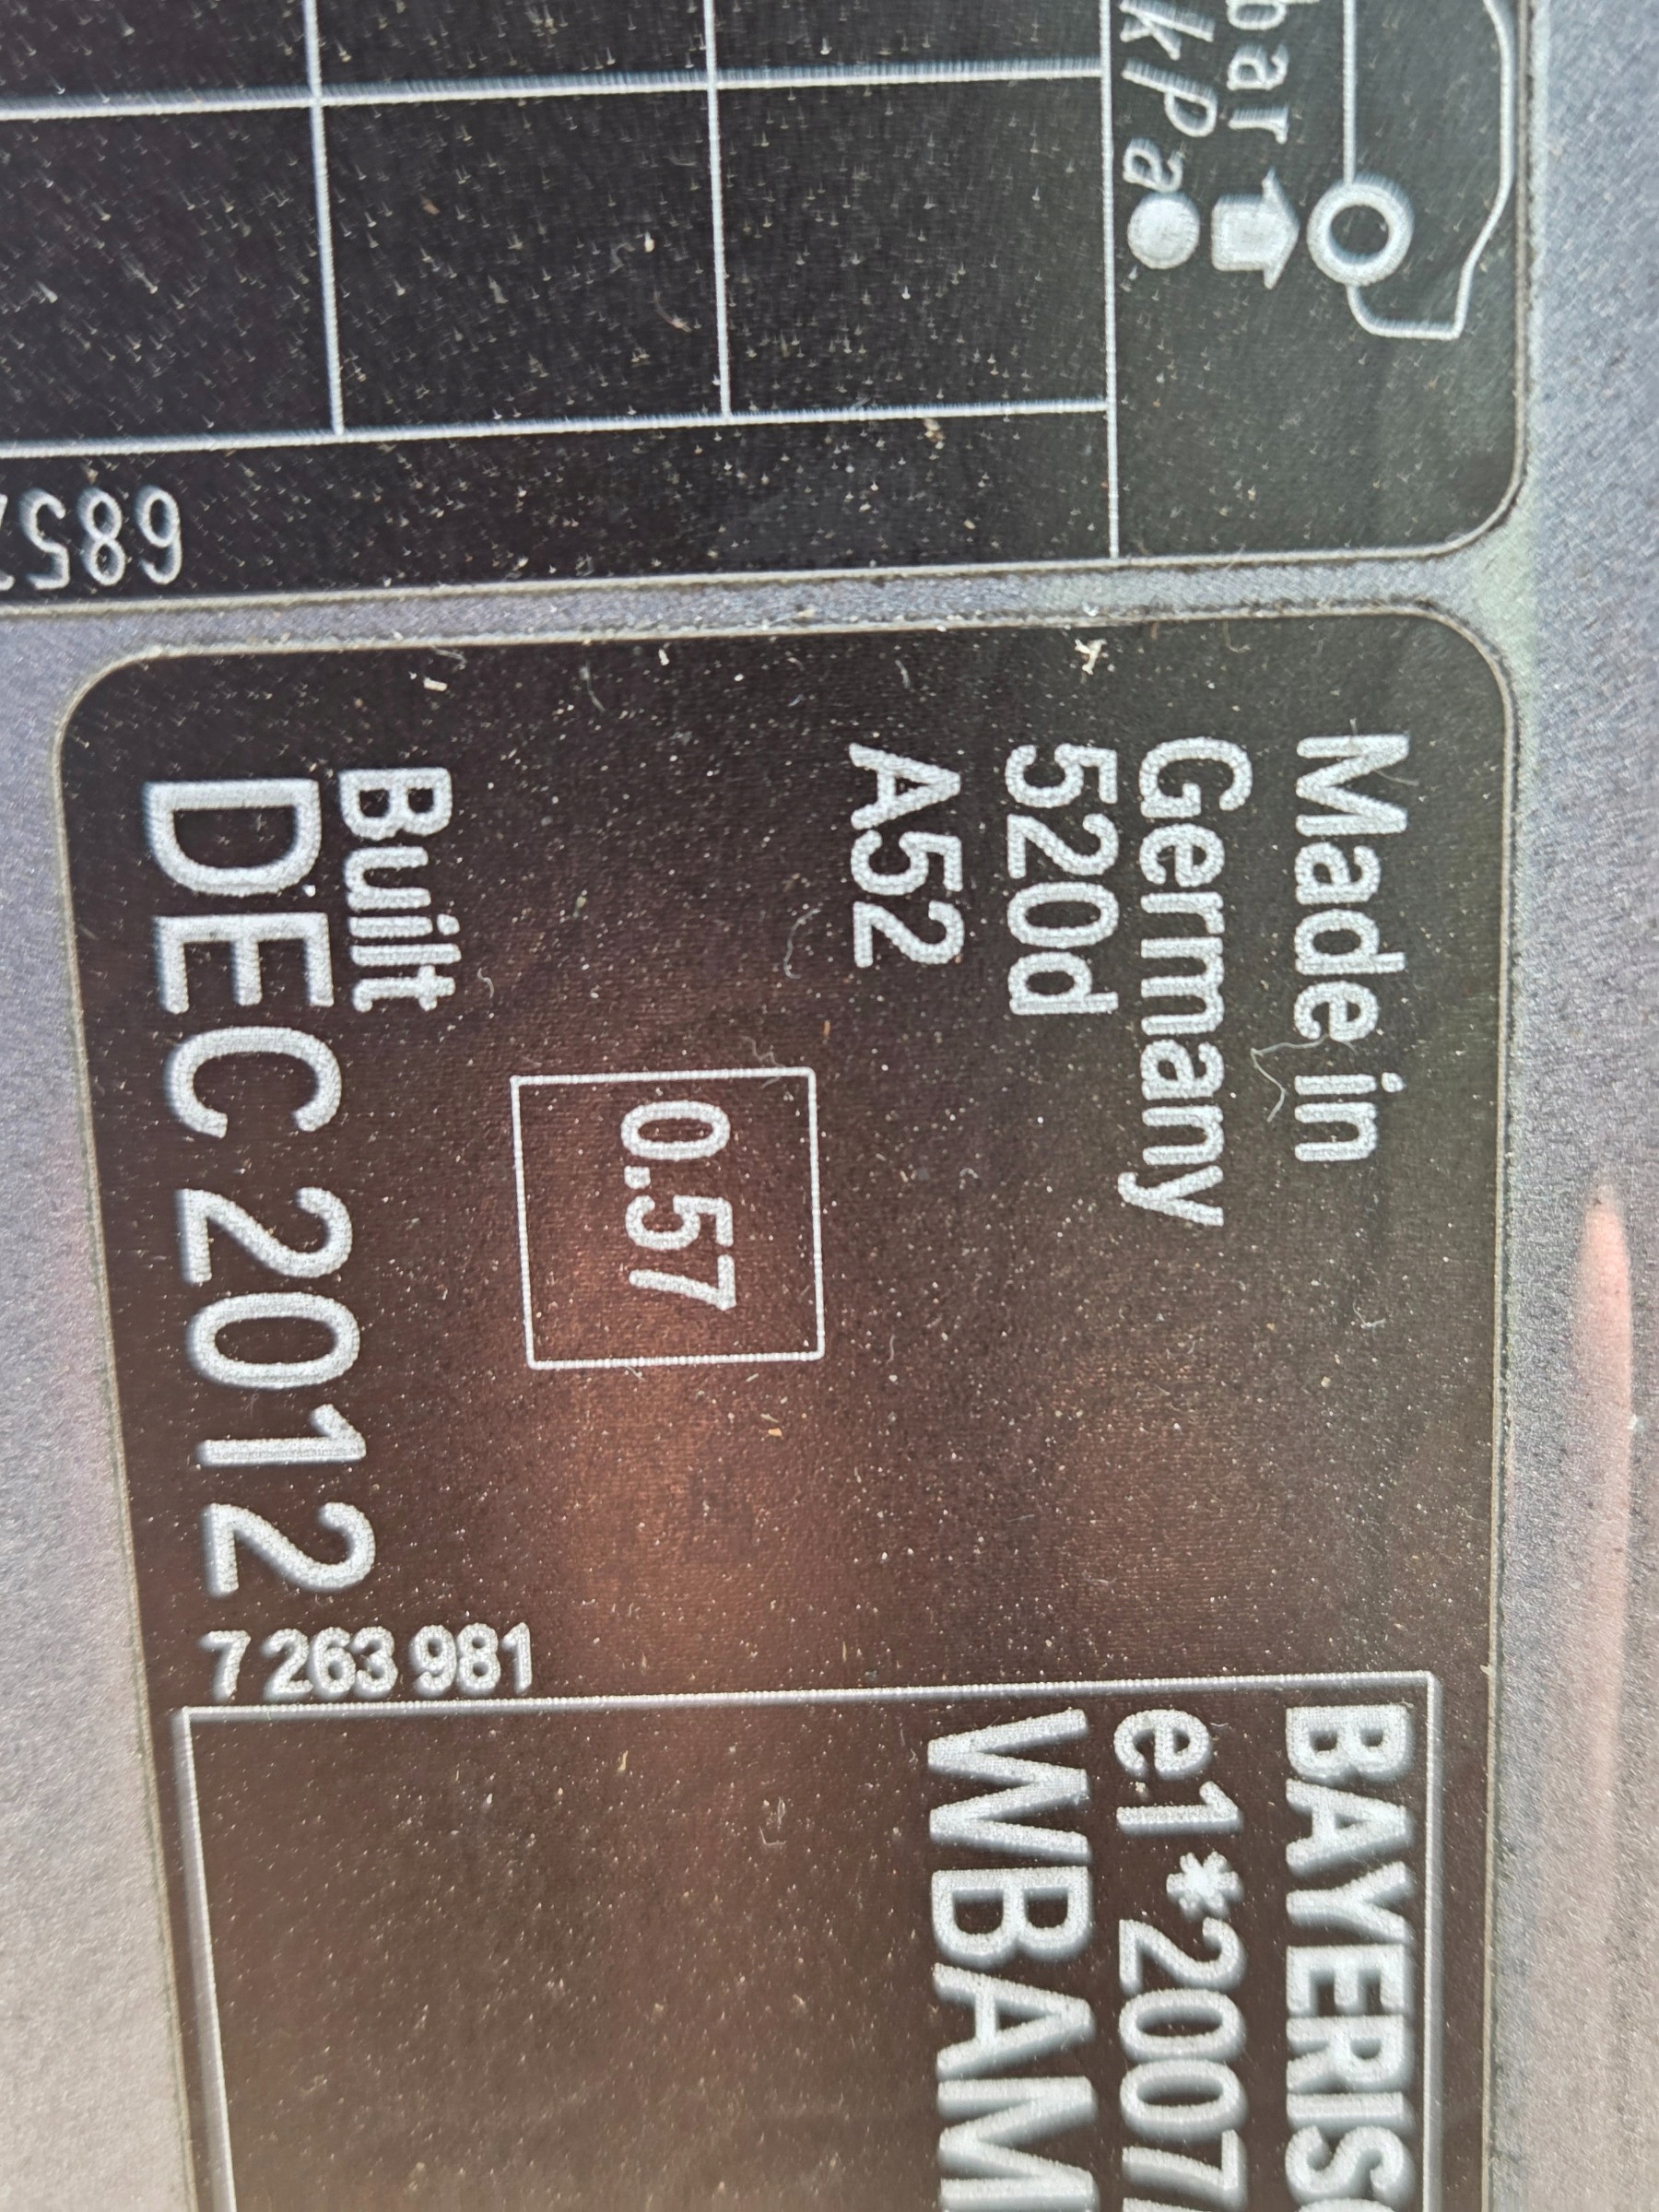 bar
kPa
685
Made in
Germany
520d
A52
0.57
Built
DEC 2012
7 263 981
BAYERIS
e1*2007
WBAM